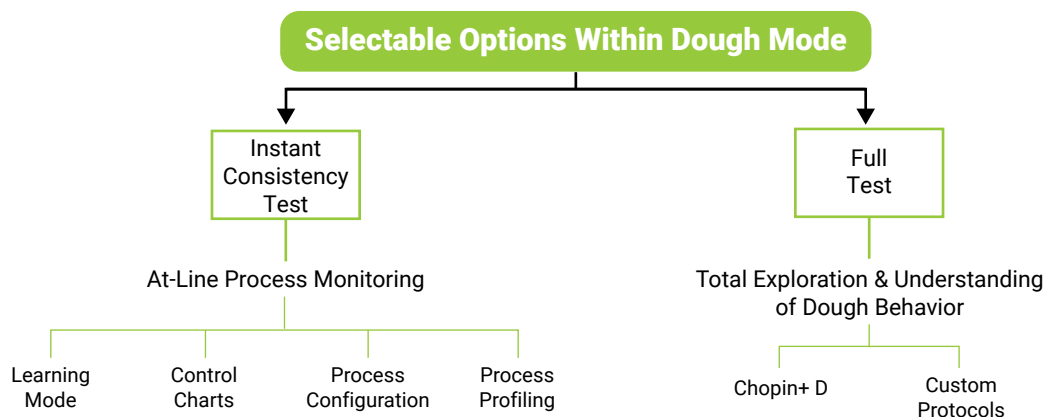 Selectable Options Within Dough Mode
Instant
Consistency
Test
Full
Test
At-Line Process Monitoring
Total Exploration & Understanding
of Dough Behavior
Learning
Mode
Control
Charts
Process
Configuration
Process
Profiling
Chopin+ D
Custom
Protocols